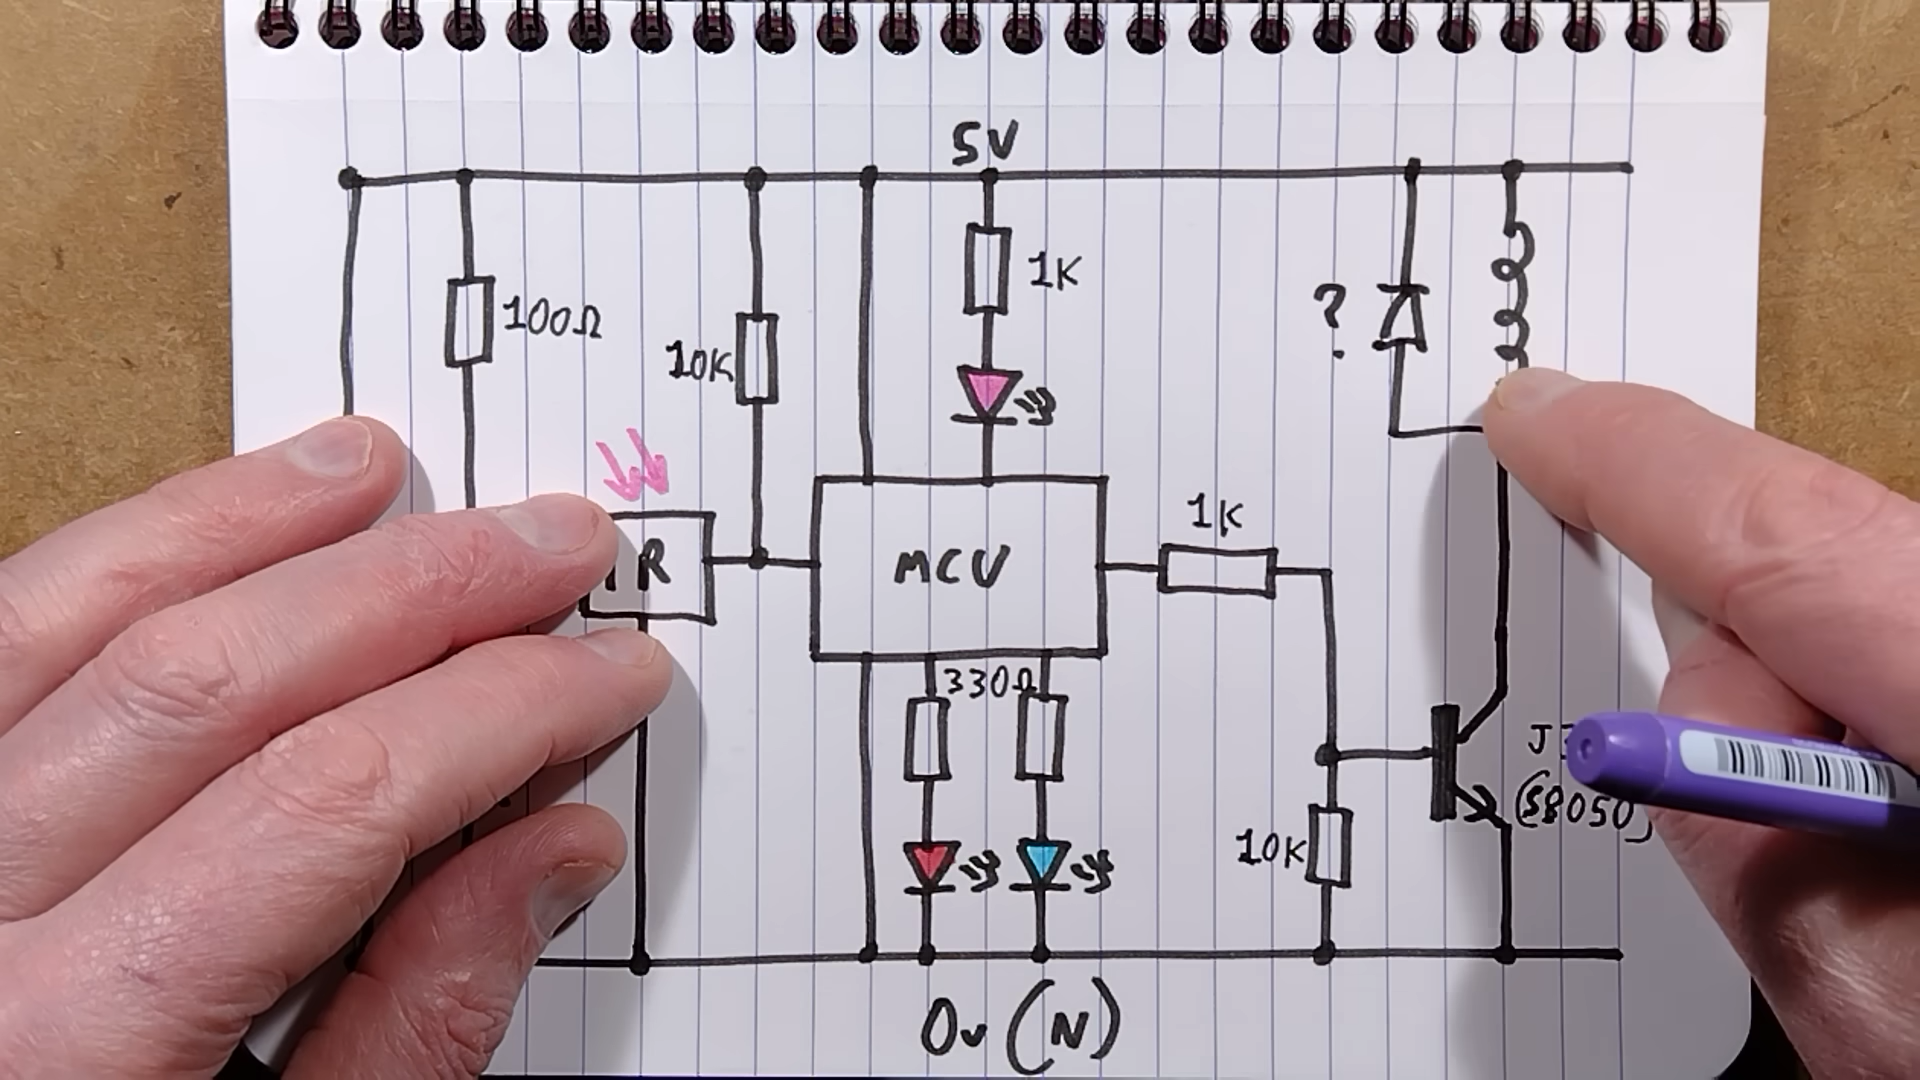 5V
100Ω
10K
1K
?
IR
MCU
1K
330Ω
10K
(S8050)
0v (N)